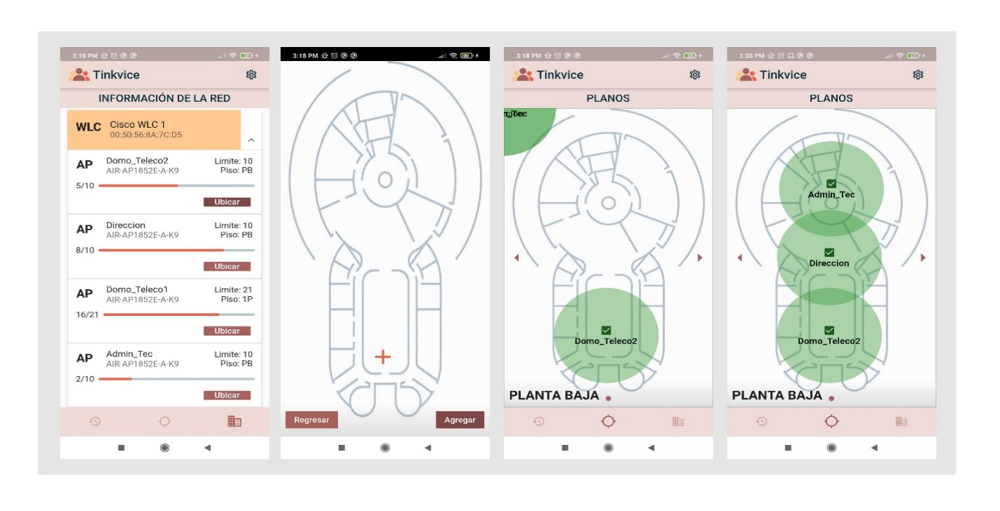 3:18 PM
Tinkvice
INFORMACIÓN DE LA RED
WLC Cisco WLC 1
00:50:56:8A:7C:D5
AP Domo_Teleco2 Limite: 10
AIR-AP1852E-A-K9 Piso: PB
5/10
Ubicar
AP Direccion Limite: 10
AIR-AP1852E-A-K9 Piso: PB
8/10
Ubicar
AP Domo_Teleco1 Limite: 21
AIR-AP1852E-A-K9 Piso: 1P
16/21
Ubicar
AP Admin_Tec Limite: 10
AIR-AP1852E-A-K9 Piso: PB
2/10
Ubicar
3:18 PM
Regresar Agregar
3:18 PM
Tinkvice
PLANOS
Domo_Teleco2
PLANTA BAJA
3:38 PM
Tinkvice
PLANOS
Admin_Tec
Direccion
Domo_Teleco2
PLANTA BAJA